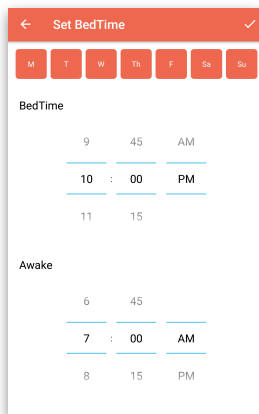 Set BedTime
M T W Th F Sa Su
BedTime
9 45 AM
10 : 00 PM
11 15
Awake
6 45
7 : 00 AM
8 15 PM